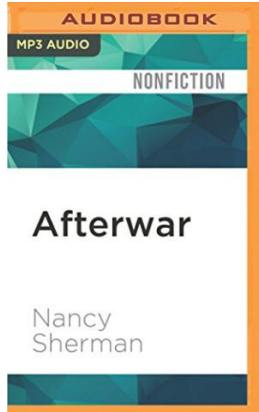 AUDIOBOOK
MP3 AUDIO
NONFICTION
Afterwar
Nancy
Sherman